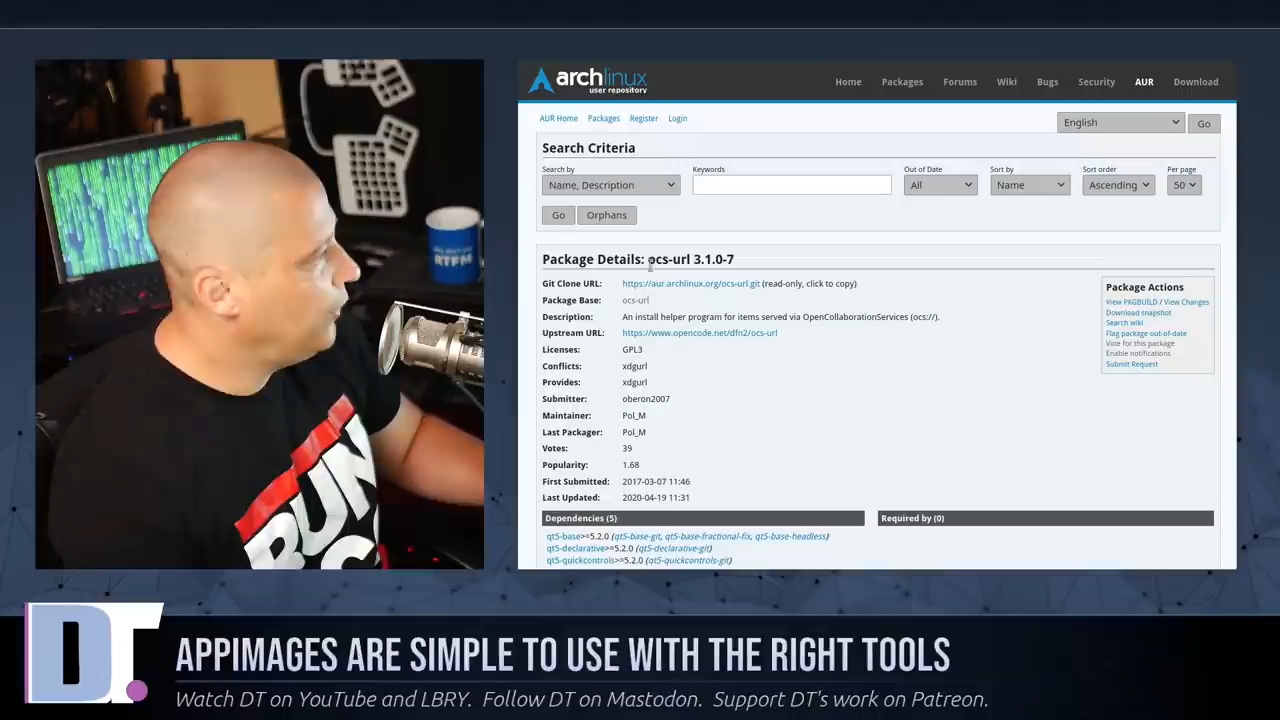 archlinux
user repository
Home Packages Forums Wiki Bugs Security AUR Download
AUR Home Packages Register Login
English Go
Search Criteria
Search by Keywords Out of Date Sort by Sort order Per page
Name, Description All Name Ascending 50
Go Orphans
Package Details: ocs-url 3.1.0-7
Git Clone URL: https://aur.archlinux.org/ocs-url.git (read-only, click to copy)
Package Base: ocs-url
Description: An install helper program for items served via OpenCollaborationServices (ocs://).
Upstream URL: https://www.opencode.net/dfn2/ocs-url
Licenses: GPL3
Conflicts: xdgurl
Provides: xdgurl
Submitter: oberon2007
Maintainer: Pol_M
Last Packager: Pol_M
Votes: 39
Popularity: 1.68
First Submitted: 2017-03-07 11:46
Last Updated: 2020-04-19 11:31
Package Actions
View PKGBUILD / View Changes
Download snapshot
Search wiki
Flag package out-of-date
Vote for this package
Enable notifications
Submit Request
Dependencies (5) Required by (0)
qt5-base>=5.2.0 (qt5-base-git, qt5-base-fractional-fix, qt5-base-headless)
qt5-declarative>=5.2.0 (qt5-declarative-git)
qt5-quickcontrols>=5.2.0 (qt5-quickcontrols-git)
RTFM
RUN
DT.
APPIMAGES ARE SIMPLE TO USE WITH THE RIGHT TOOLS
Watch DT on YouTube and LBRY. Follow DT on Mastodon. Support DT's work on Patreon.